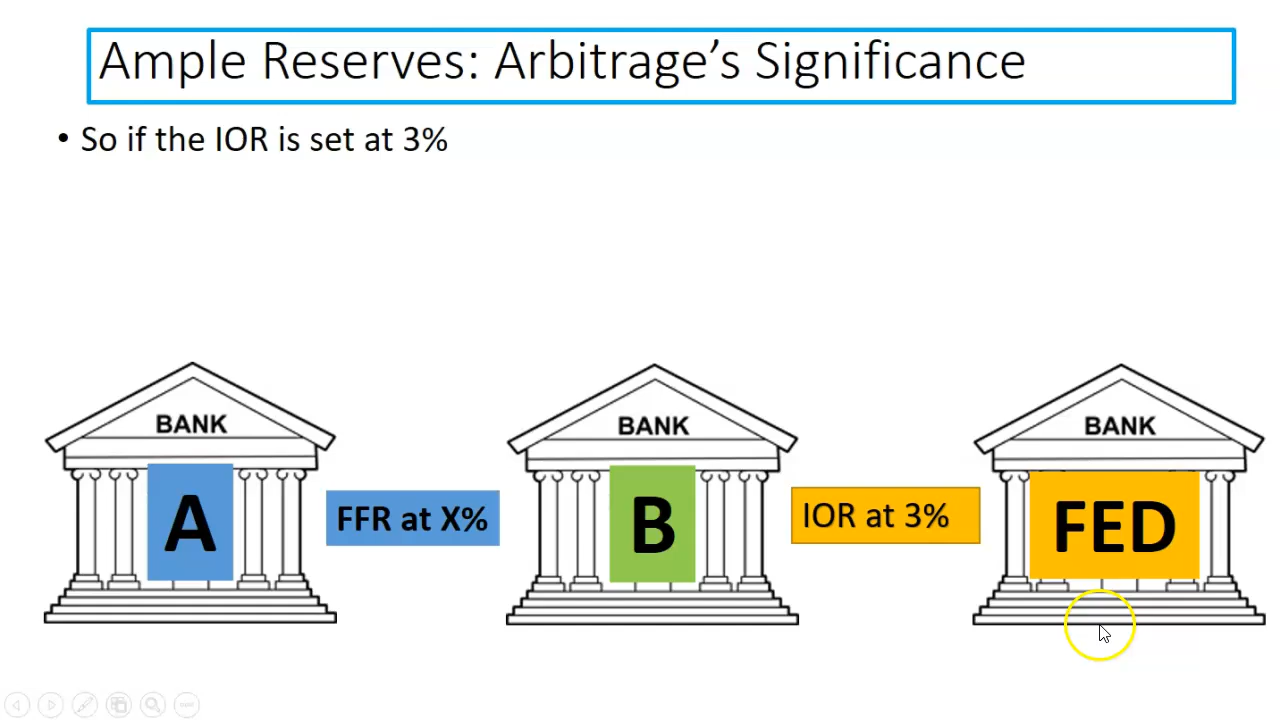 Ample Reserves: Arbitrage’s Significance
• So if the IOR is set at 3%
BANK
BANK
BANK
A
FFR at X%
B
IOR at 3%
FED